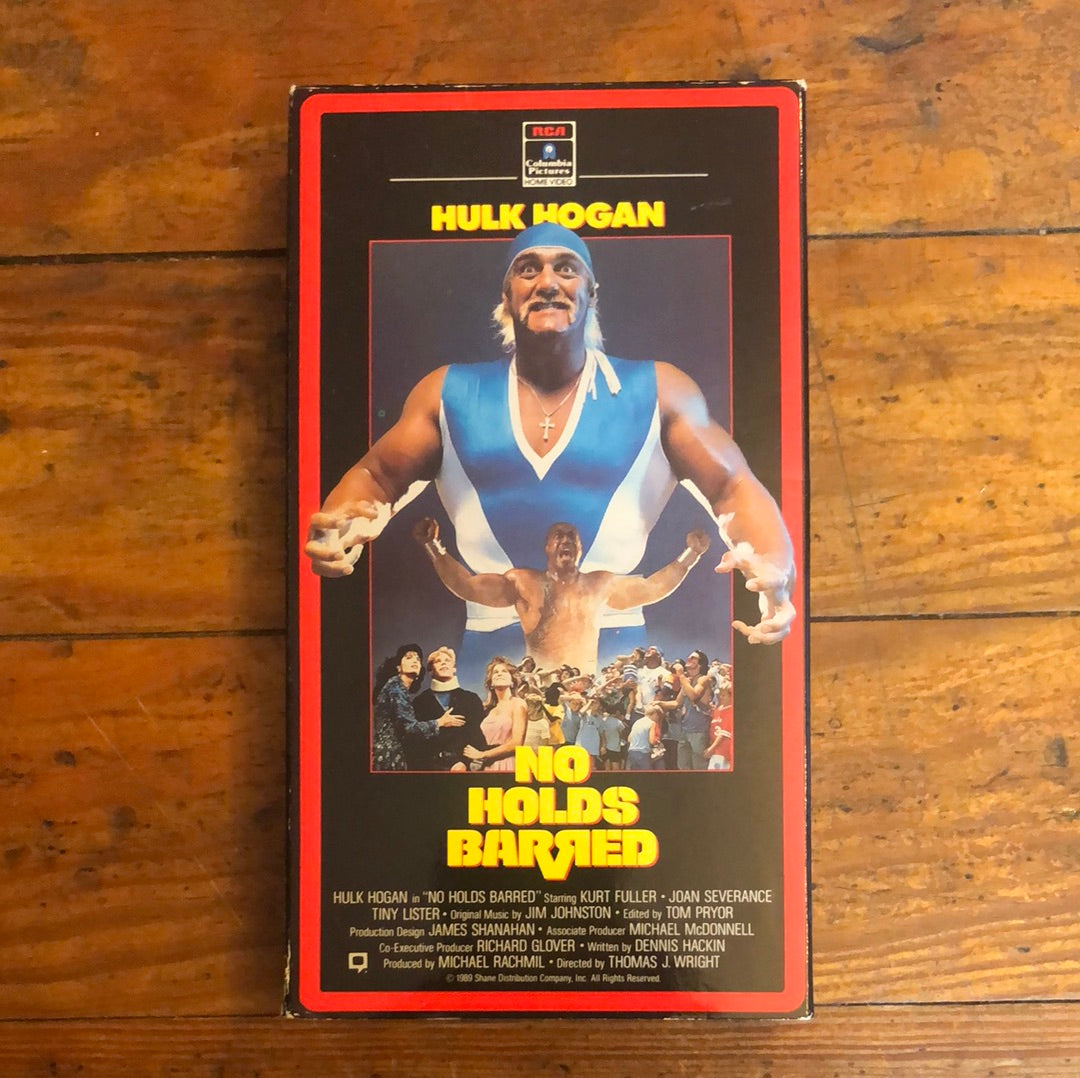 RCA
Columbia
Pictures
HOME VIDEO
HULK HOGAN
NO
HOLDS
BARRED
HULK HOGAN in "NO HOLDS BARRED" Starring KURT FULLER • JOAN SEVERANCE
TINY LISTER • Original Music by JIM JOHNSTON • Edited by TOM PRYOR
Production Design JAMES SHANAHAN • Associate Producer MICHAEL McDONNELL
Co-Executive Producer RICHARD GLOVER • Written by DENNIS HACKIN
Produced by MICHAEL RACHMIL • Directed by THOMAS J. WRIGHT
© 1989 Shane Distribution Company, Inc. All Rights Reserved.